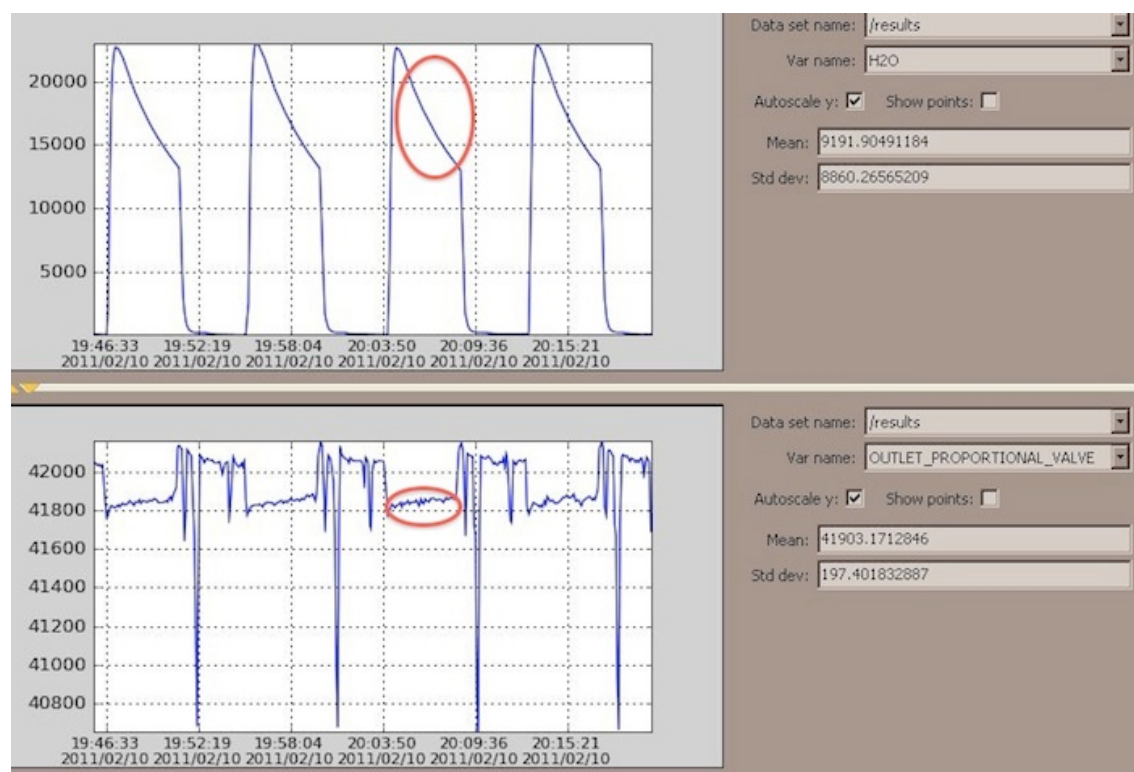 Data set name: /results
Var name: H2O
Autoscale y: Show points:
Mean: 9191.90491184
Std dev: 8860.26565209
20000
15000
10000
5000
19:46:33 19:52:19 19:58:04 20:03:50 20:09:36 20:15:21
2011/02/10 2011/02/10 2011/02/10 2011/02/10 2011/02/10 2011/02/10
Data set name: /results
Var name: OUTLET_PROPORTIONAL_VALVE
Autoscale y: Show points:
Mean: 41903.1712846
Std dev: 197.401832887
42000
41800
41600
41400
41200
41000
40800
19:46:33 19:52:19 19:58:04 20:03:50 20:09:36 20:15:21
2011/02/10 2011/02/10 2011/02/10 2011/02/10 2011/02/10 2011/02/10